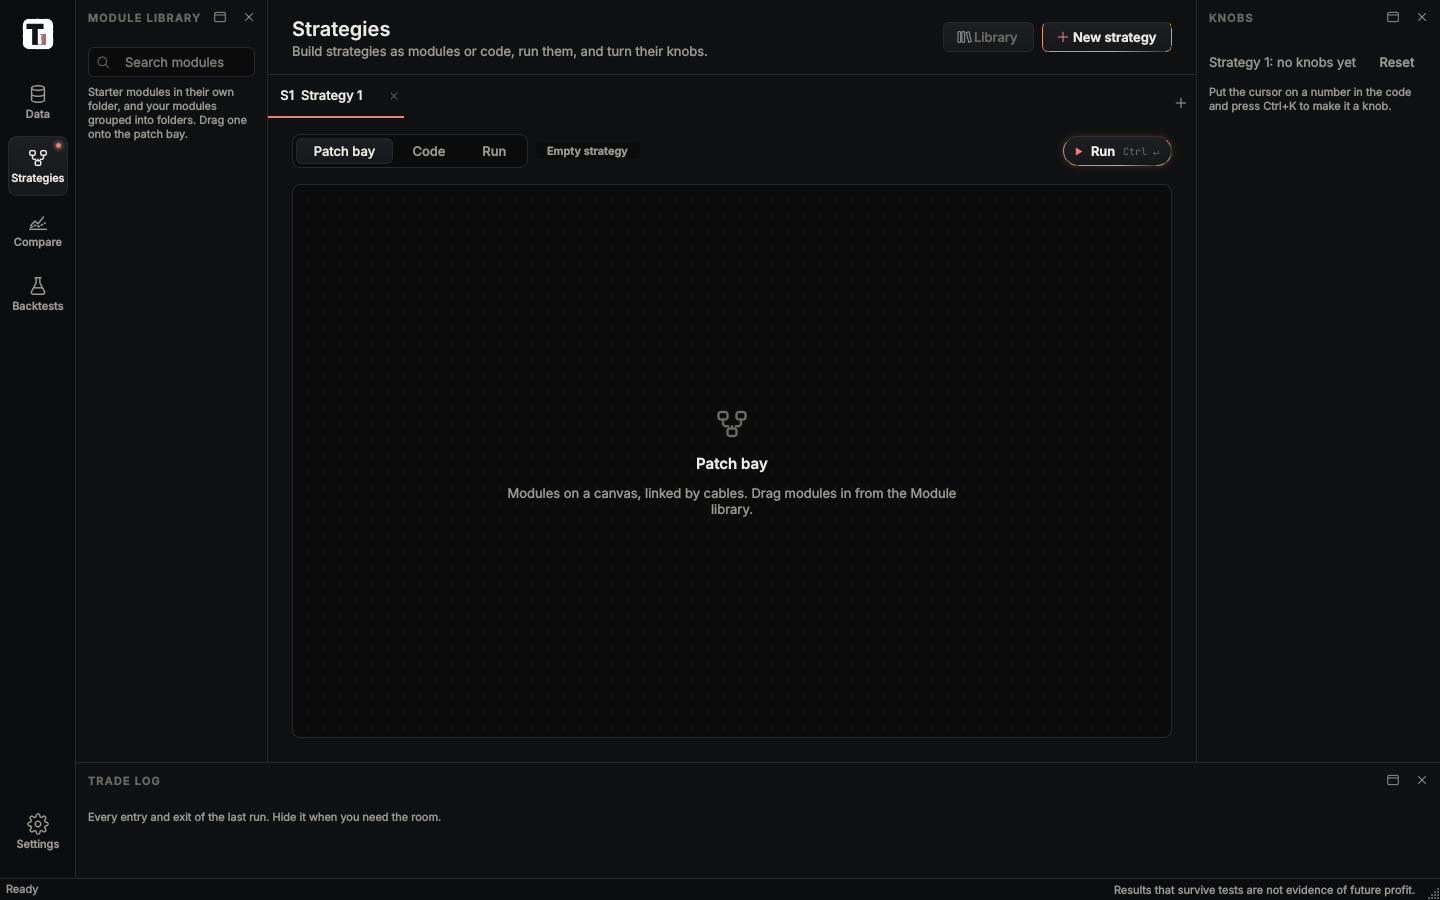 MODULE LIBRARY
Search modules
Starter modules in their own
folder, and your modules
grouped into folders. Drag one
onto the patch bay.
Data
Strategies
Compare
Backtests
Settings
Strategies
Build strategies as modules or code, run them, and turn their knobs.
Library
New strategy
S1 Strategy 1
Patch bay
Code
Run
Empty strategy
Run Ctrl ↵
Patch bay
Modules on a canvas, linked by cables. Drag modules in from the Module
library.
KNOBS
Strategy 1: no knobs yet
Reset
Put the cursor on a number in the code
and press Ctrl+K to make it a knob.
TRADE LOG
Every entry and exit of the last run. Hide it when you need the room.
Ready
Results that survive tests are not evidence of future profit.